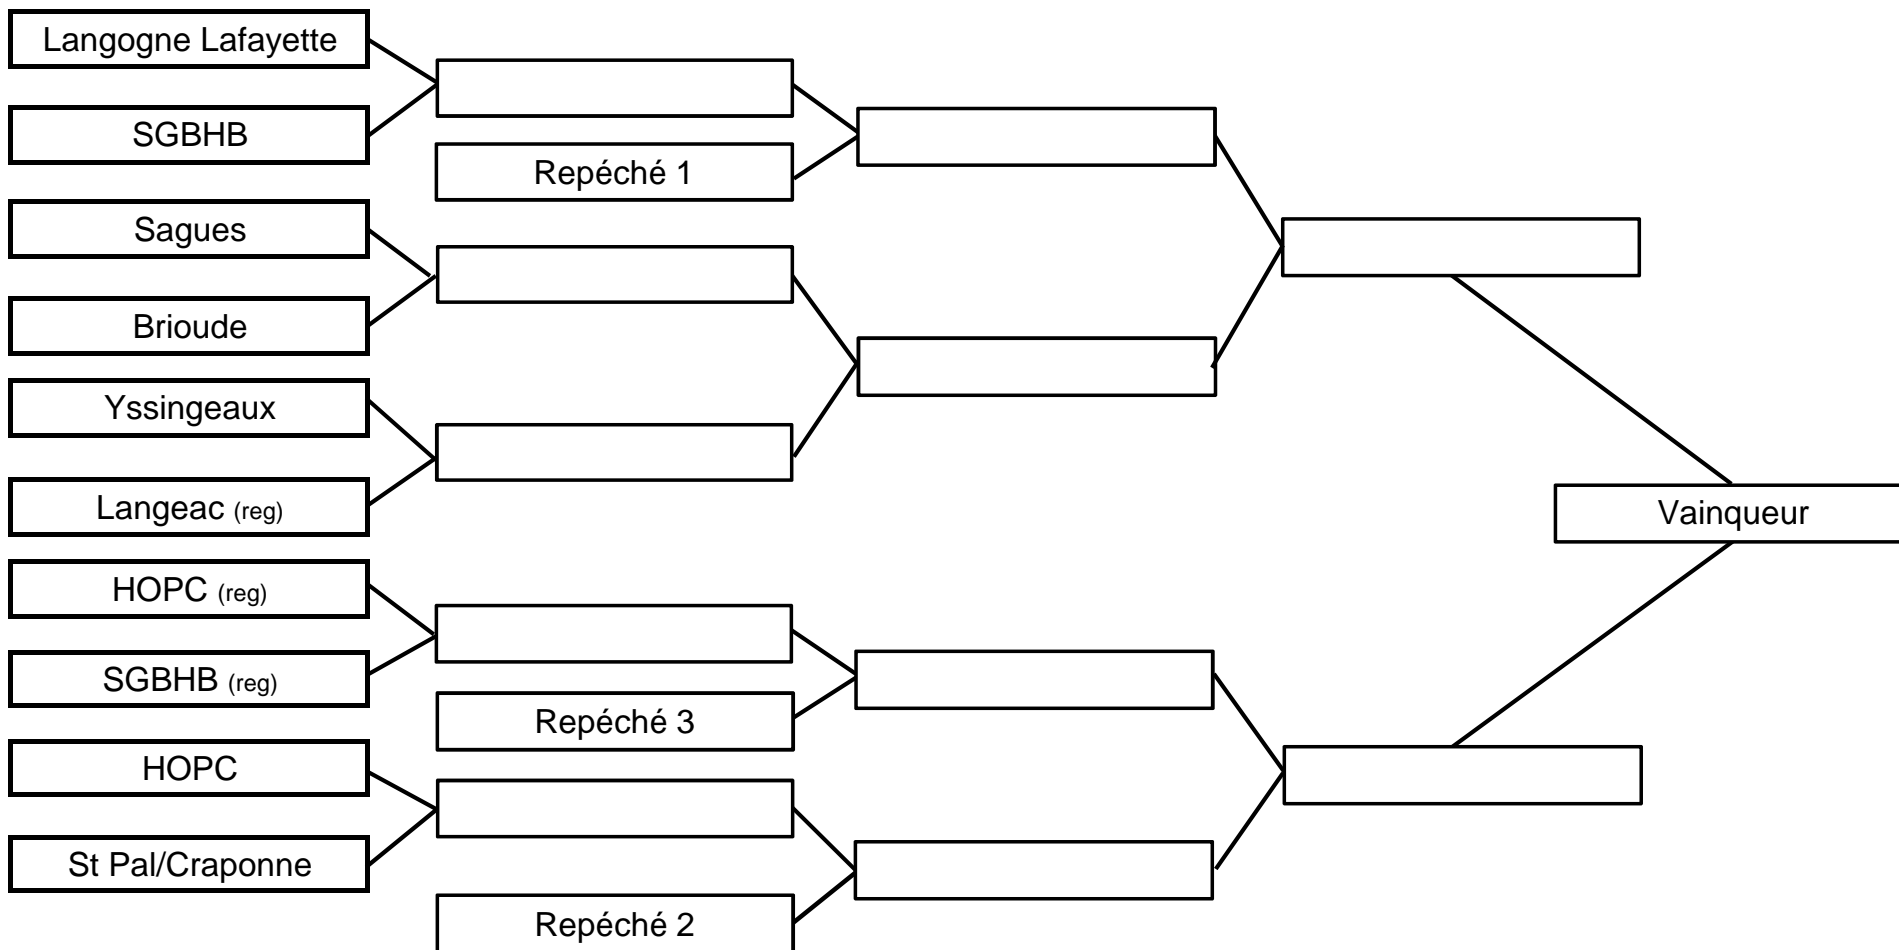 Langogne Lafayette
SGBHB
Repéché 1
Sagues
Brioude
Yssingeaux
Langeac (reg)
Vainqueur
HOPC (reg)
SGBHB (reg)
Repéché 3
HOPC
St Pal/Craponne
Repéché 2